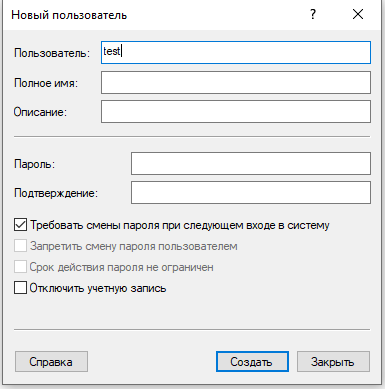 Новый пользователь
Пользователь: test
Полное имя:
Описание:
Пароль:
Подтверждение:
Требовать смены пароля при следующем входе в систему
Запретить смену пароля пользователем
Срок действия пароля не ограничен
Отключить учетную запись
Справка Создать Закрыть